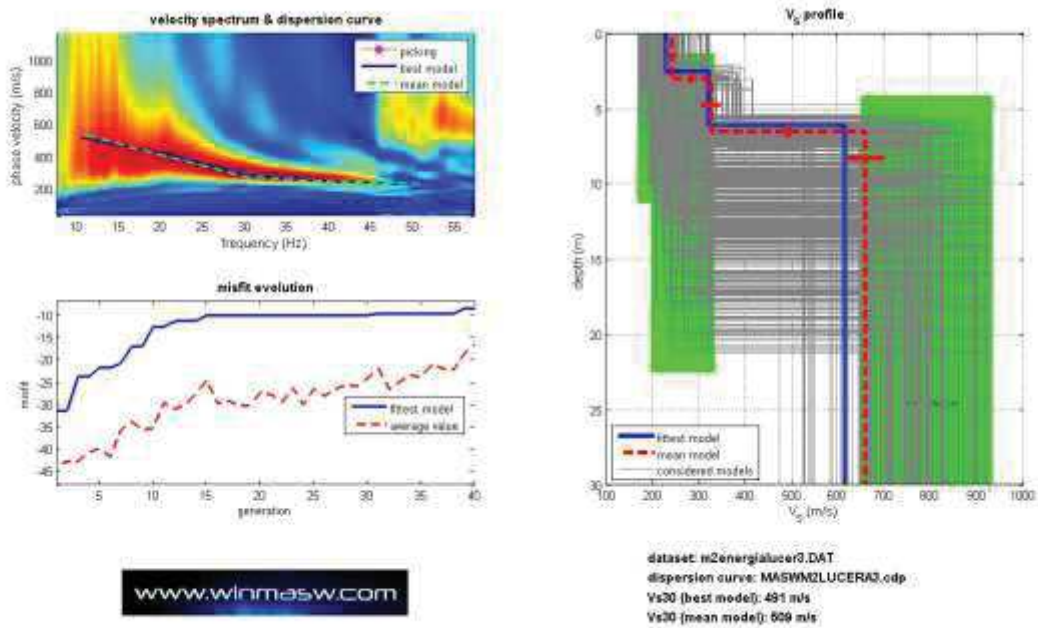 velocity spectrum & dispersion curve
1000
800
600
400
200
phase velocity (m/s)
picking
best model
mean model
10 15 20 25 30 35 40 45 50 55
frequency (Hz)
misfit evolution
-10
-15
-20
-25
-30
-35
-40
-45
misfit
fittest model
average value
5 10 15 20 25 30 35 40
generation
www.winmasw.com
VS profile
0
5
10
15
20
25
30
depth (m)
fittest model
mean model
considered models
100 200 300 400 500 600 700 800 900 1000
VS (m/s)
dataset: m2energialucer3.DAT
dispersion curve: MASWM2LUCERA3.cdp
Vs30 (best model): 491 m/s
Vs30 (mean model): 509 m/s